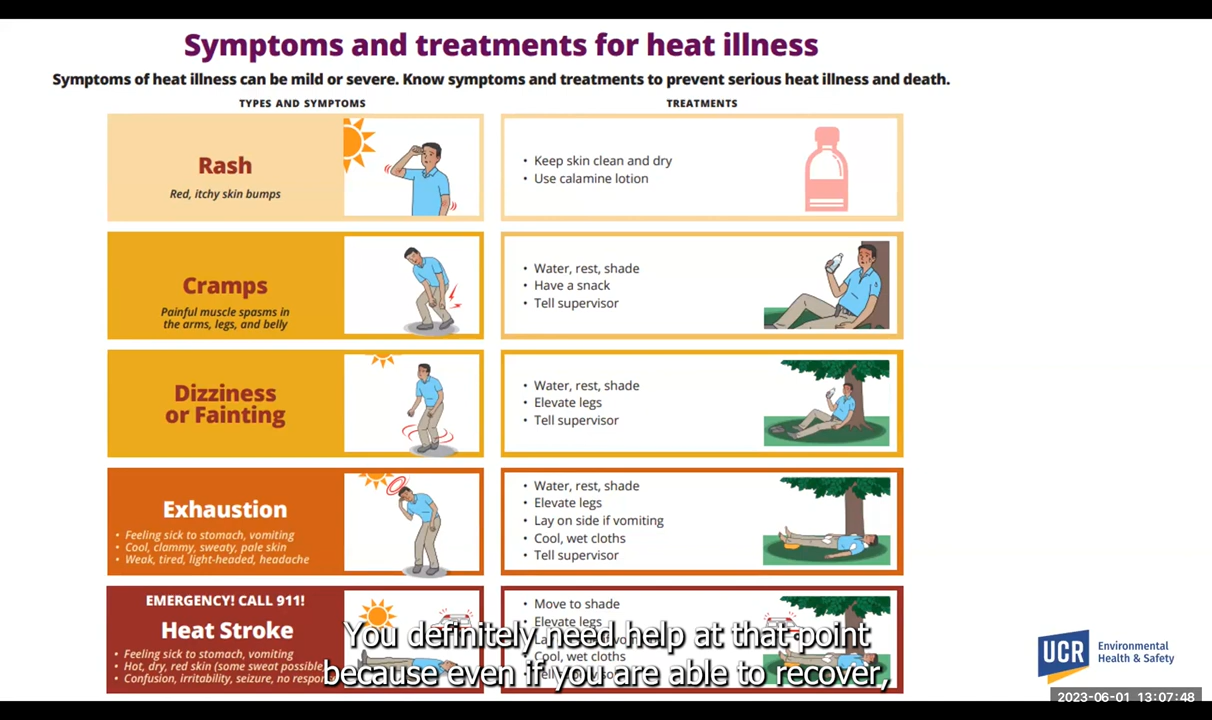 Symptoms and treatments for heat illness
Symptoms of heat illness can be mild or severe. Know symptoms and treatments to prevent serious heat illness and death.
TYPES AND SYMPTOMS
TREATMENTS
Rash
Red, itchy skin bumps
• Keep skin clean and dry
• Use calamine lotion
Cramps
Painful muscle spasms in
the arms, legs, and belly
• Water, rest, shade
• Have a snack
• Tell supervisor
Dizziness
or Fainting
• Water, rest, shade
• Elevate legs
• Tell supervisor
Exhaustion
• Feeling sick to stomach, vomiting
• Cool, clammy, sweaty, pale skin
• Weak, tired, light-headed, headache
• Water, rest, shade
• Elevate legs
• Lay on side if vomiting
• Cool, wet cloths
• Tell supervisor
EMERGENCY! CALL 911!
Heat Stroke
• Feeling sick to stomach, vomiting
• Hot, dry, red skin (some sweat possible
• Confusion, irritability, seizure, no
• Move to shade
Elevate legs
Cool, wet cloths
You definitely need help at that point
because even if you are able to recover,
UCR
Environmental
Health & Safety
2023-06-01 13:07:48